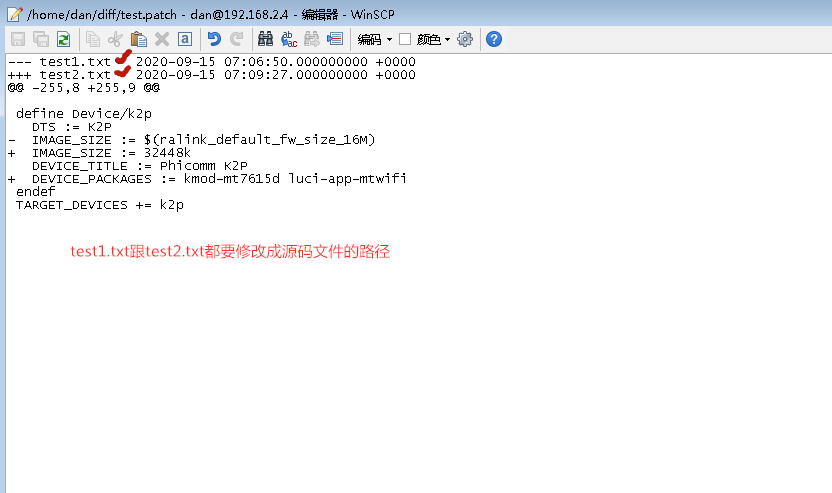 /home/dan/diff/test.patch - dan@192.168.2.4 - 编辑器 - WinSCP
编码 颜色
--- test1.txt 2020-09-15 07:06:50.000000000 +0000
+++ test2.txt 2020-09-15 07:09:27.000000000 +0000
@@ -255,8 +255,9 @@
define Device/k2p
DTS := K2P
- IMAGE_SIZE := $(ralink_default_fw_size_16M)
+ IMAGE_SIZE := 32448k
DEVICE_TITLE := Phicomm K2P
+ DEVICE_PACKAGES := kmod-mt7615d luci-app-mtwifi
endef
TARGET_DEVICES += k2p
test1.txt跟test2.txt都要修改成源码文件的路径